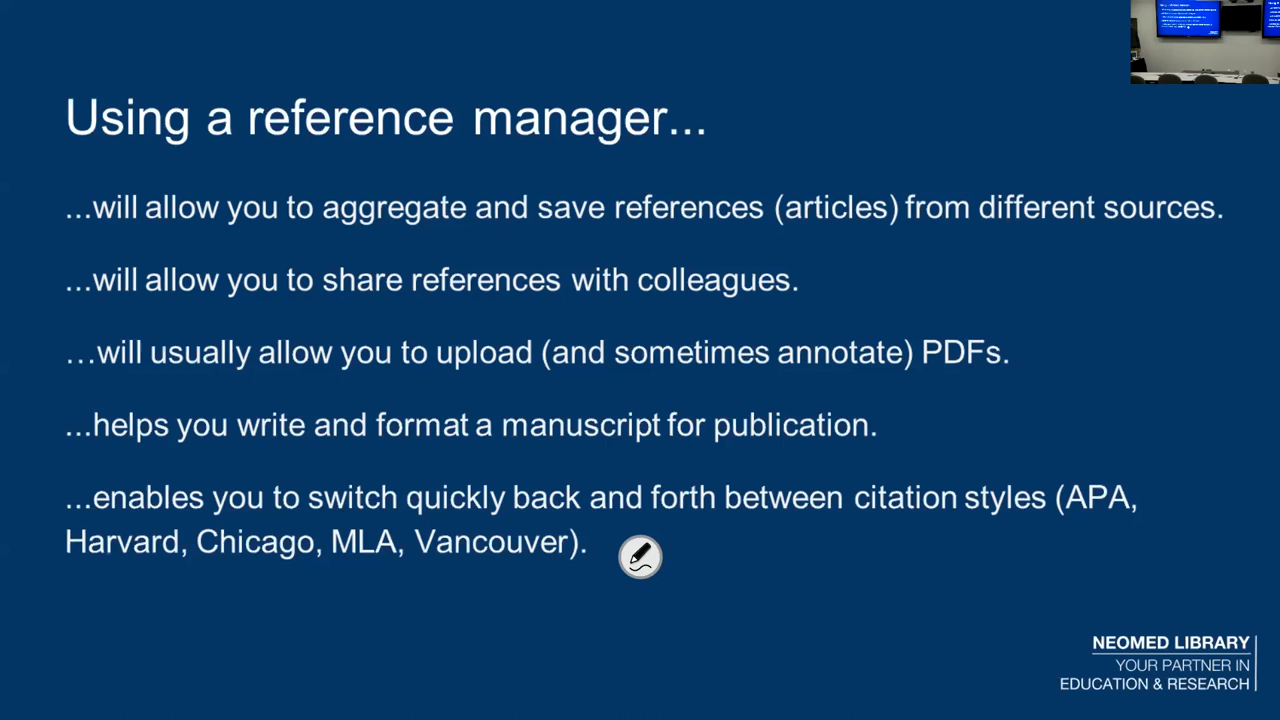 Using a reference manager...
...will allow you to aggregate and save references (articles) from different sources.
...will allow you to share references with colleagues.
...will usually allow you to upload (and sometimes annotate) PDFs.
...helps you write and format a manuscript for publication.
...enables you to switch quickly back and forth between citation styles (APA,
Harvard, Chicago, MLA, Vancouver).
NEOMED LIBRARY
YOUR PARTNER IN
EDUCATION & RESEARCH